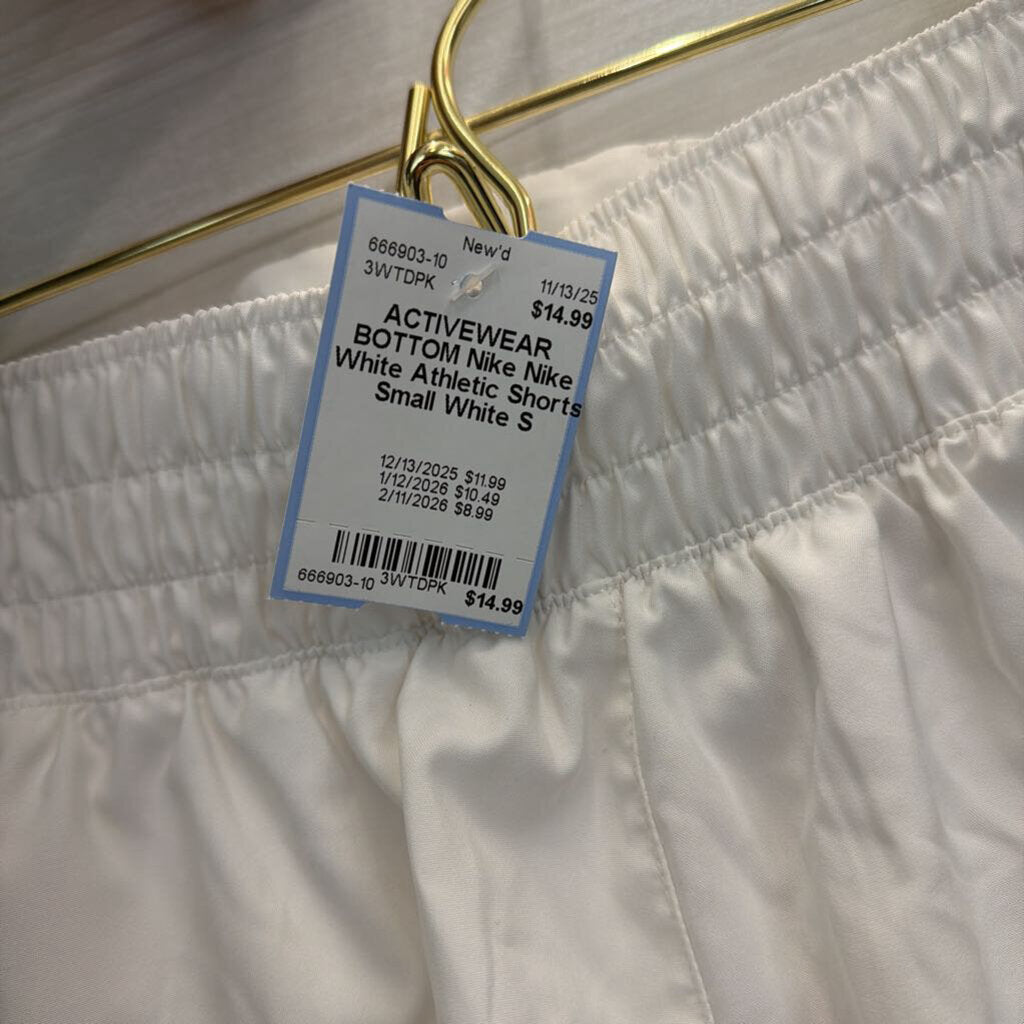 New'd
666903-10
3WTDPK
11/13/25
$14.99
ACTIVEWEAR
BOTTOM Nike Nike
White Athletic Shorts
Small White S
12/13/2025 $11.99
1/12/2026 $10.49
2/11/2026 $8.99
666903-10 3WTDPK $14.99